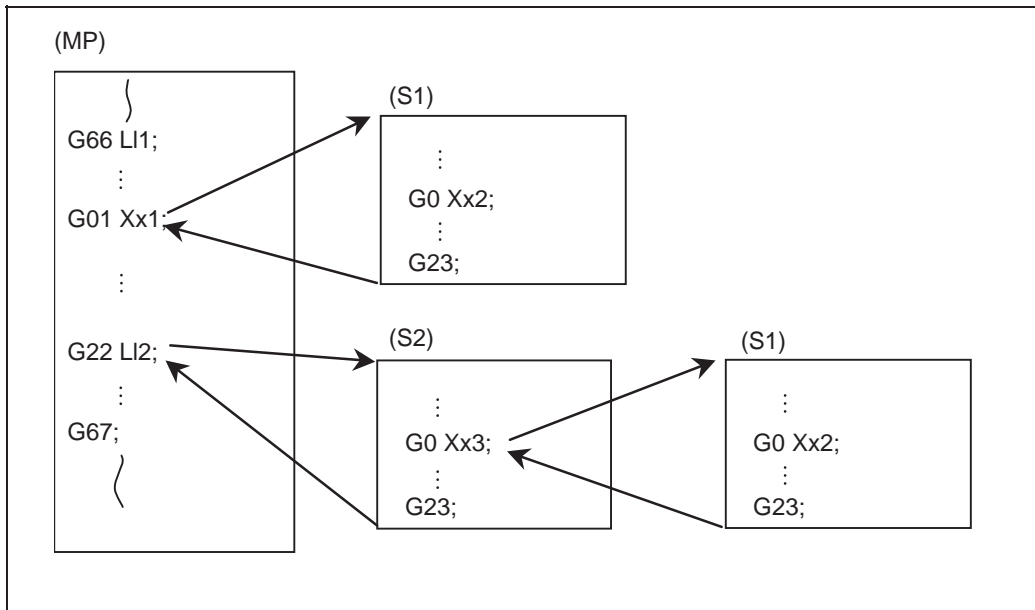 (MP)
G66 Ll1;
⋮
G01 Xx1;
⋮
G22 Ll2;
⋮
G67;
(S1)
⋮
G0 Xx2;
⋮
G23;
(S2)
⋮
G0 Xx3;
⋮
G23;
(S1)
⋮
G0 Xx2;
⋮
G23;